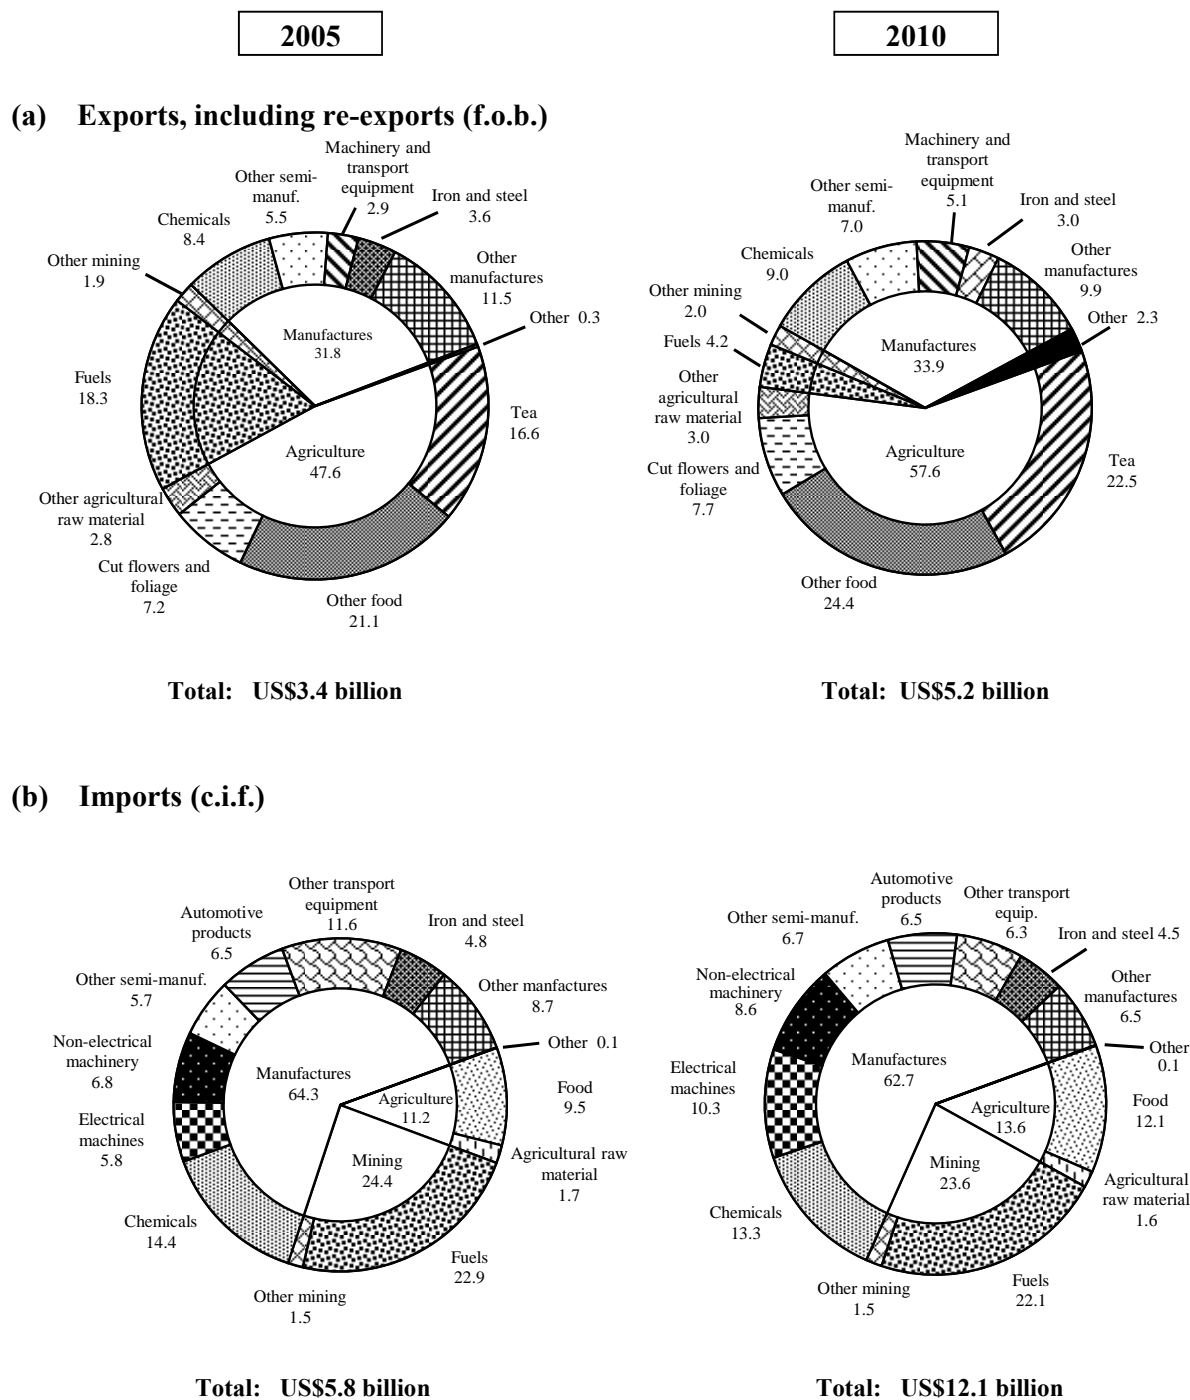 2005
2010
(a) Exports, including re-exports (f.o.b.)
Machinery and
transport
equipment
2.9
Other semi-
manuf.
5.5
Iron and steel
3.6
Chemicals
8.4
Other mining
1.9
Other
manufactures
11.5
Other 0.3
Manufactures
31.8
Fuels
18.3
Tea
16.6
Agriculture
47.6
Other agricultural
raw material
2.8
Cut flowers and
foliage
7.2
Other food
21.1
Total: US$3.4 billion
Machinery and
transport
equipment
5.1
Other semi-
manuf.
7.0
Iron and steel
3.0
Chemicals
9.0
Other
manufactures
9.9
Other mining
2.0
Other 2.3
Fuels 4.2
Manufactures
33.9
Other
agricultural
raw material
3.0
Agriculture
57.6
Tea
22.5
Cut flowers and
foliage
7.7
Other food
24.4
Total: US$5.2 billion
(b) Imports (c.i.f.)
Other transport
equipment
11.6
Automotive
products
6.5
Iron and steel
4.8
Other semi-manuf.
5.7
Other manfactures
8.7
Non-electrical
machinery
6.8
Other 0.1
Manufactures
64.3
Food
9.5
Agriculture
11.2
Electrical
machines
5.8
Mining
24.4
Agricultural raw
material
1.7
Chemicals
14.4
Fuels
22.9
Other mining
1.5
Total: US$5.8 billion
Automotive
products
6.5
Other transport
equip.
6.3
Other semi-manuf.
6.7
Iron and steel 4.5
Non-electrical
machinery
8.6
Other
manufactures
6.5
Other
0.1
Manufactures
62.7
Electrical
machines
10.3
Agriculture
13.6
Food
12.1
Mining
23.6
Agricultural
raw material
1.6
Chemicals
13.3
Fuels
22.1
Other mining
1.5
Total: US$12.1 billion